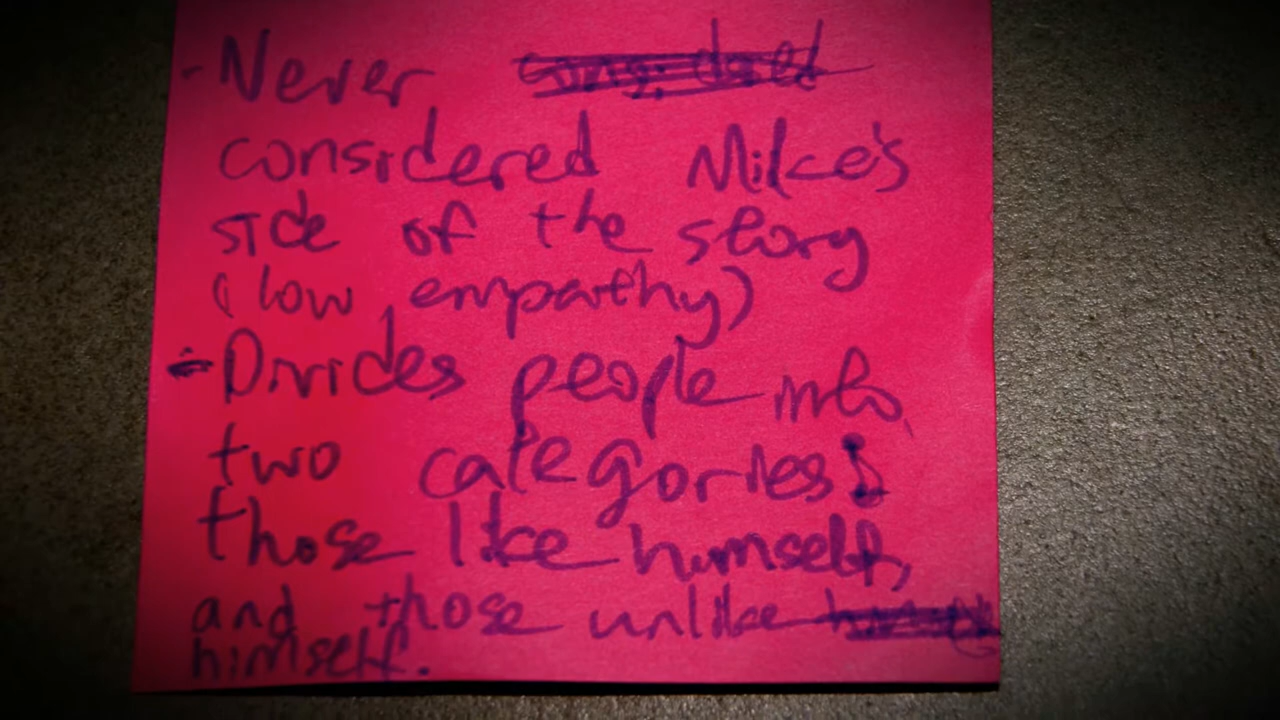 - Never
considered Mike's
side of the story
(low empathy)
- Divides people into
two categories:
those like himself,
and those unlike
himself.